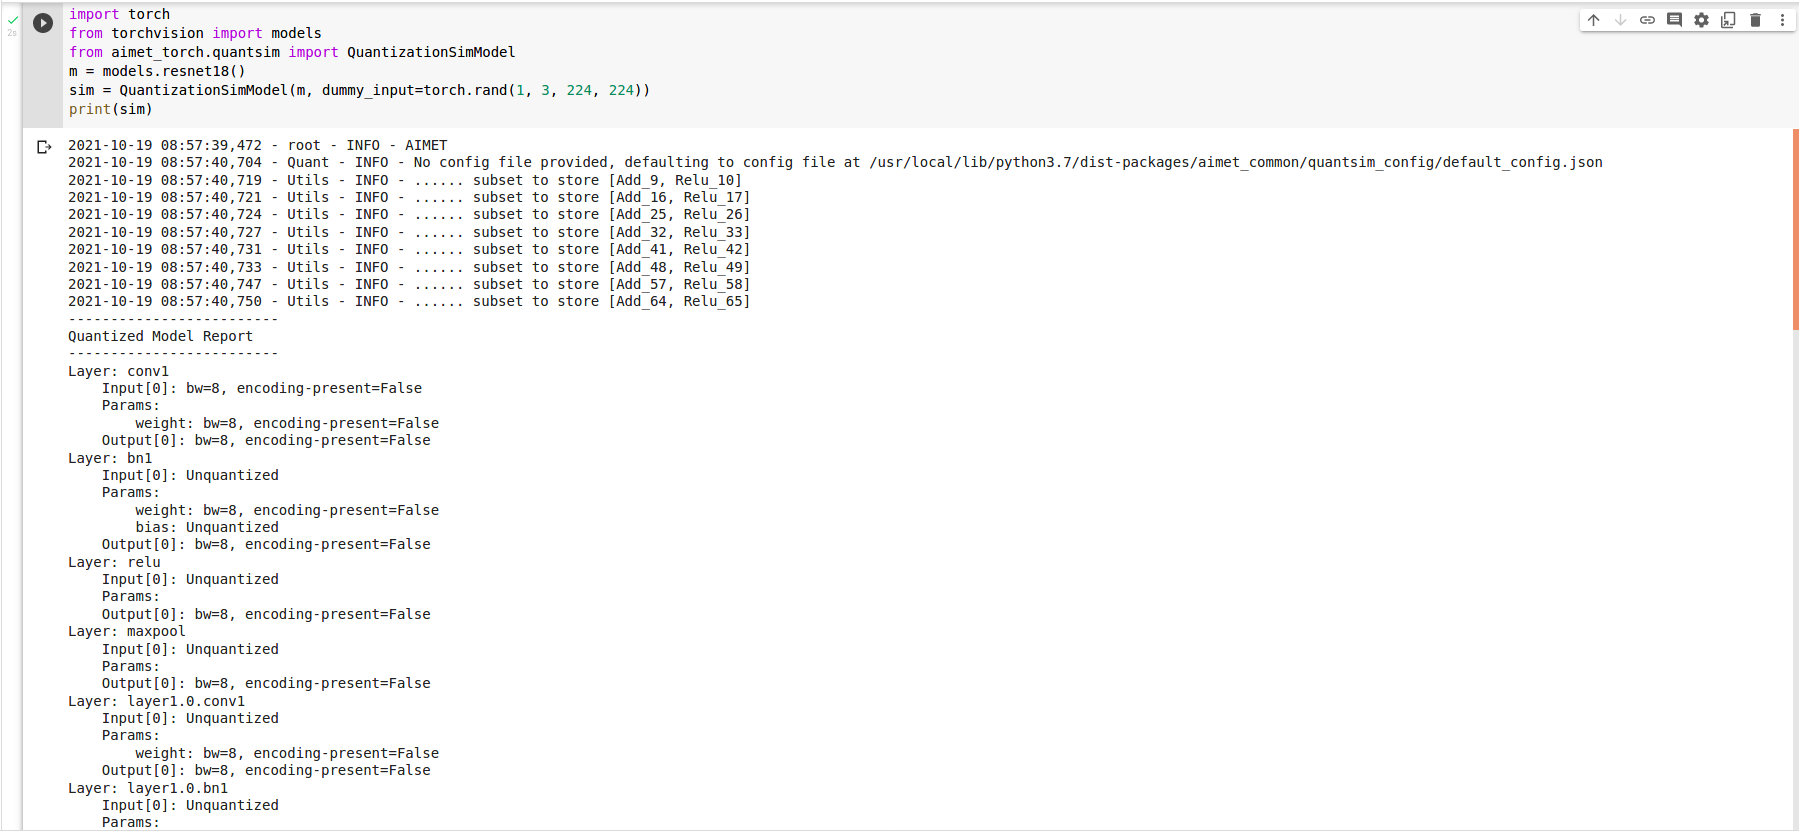 import torch
from torchvision import models
from aimet_torch.quantsim import QuantizationSimModel
m = models.resnet18()
sim = QuantizationSimModel(m, dummy_input=torch.rand(1, 3, 224, 224))
print(sim)
2s
2021-10-19 08:57:39,472 - root - INFO - AIMET
2021-10-19 08:57:40,704 - Quant - INFO - No config file provided, defaulting to config file at /usr/local/lib/python3.7/dist-packages/aimet_common/quantsim_config/default_config.json
2021-10-19 08:57:40,719 - Utils - INFO - ...... subset to store [Add_9, Relu_10]
2021-10-19 08:57:40,721 - Utils - INFO - ...... subset to store [Add_16, Relu_17]
2021-10-19 08:57:40,724 - Utils - INFO - ...... subset to store [Add_25, Relu_26]
2021-10-19 08:57:40,727 - Utils - INFO - ...... subset to store [Add_32, Relu_33]
2021-10-19 08:57:40,731 - Utils - INFO - ...... subset to store [Add_41, Relu_42]
2021-10-19 08:57:40,733 - Utils - INFO - ...... subset to store [Add_48, Relu_49]
2021-10-19 08:57:40,747 - Utils - INFO - ...... subset to store [Add_57, Relu_58]
2021-10-19 08:57:40,750 - Utils - INFO - ...... subset to store [Add_64, Relu_65]
-------------------------
Quantized Model Report
-------------------------
Layer: conv1
    Input[0]: bw=8, encoding-present=False
    Params:
        weight: bw=8, encoding-present=False
    Output[0]: bw=8, encoding-present=False
Layer: bn1
    Input[0]: Unquantized
    Params:
        weight: bw=8, encoding-present=False
        bias: Unquantized
    Output[0]: bw=8, encoding-present=False
Layer: relu
    Input[0]: Unquantized
    Params:
    Output[0]: bw=8, encoding-present=False
Layer: maxpool
    Input[0]: Unquantized
    Params:
    Output[0]: bw=8, encoding-present=False
Layer: layer1.0.conv1
    Input[0]: Unquantized
    Params:
        weight: bw=8, encoding-present=False
    Output[0]: bw=8, encoding-present=False
Layer: layer1.0.bn1
    Input[0]: Unquantized
    Params: